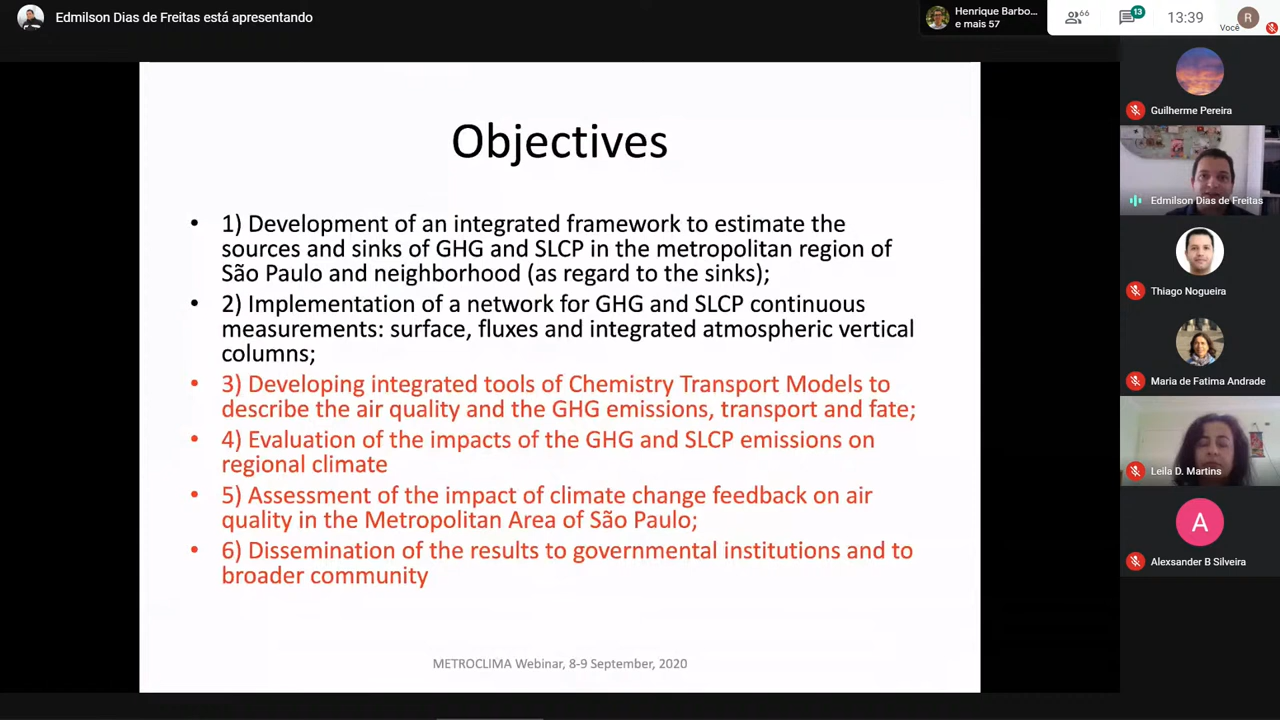 Edmilson Dias de Freitas está apresentando
Henrique Barbo...
e mais 57
66
13
13:39
R
Você
Objectives
• 1) Development of an integrated framework to estimate the
sources and sinks of GHG and SLCP in the metropolitan region of
São Paulo and neighborhood (as regard to the sinks);
• 2) Implementation of a network for GHG and SLCP continuous
measurements: surface, fluxes and integrated atmospheric vertical
columns;
• 3) Developing integrated tools of Chemistry Transport Models to
describe the air quality and the GHG emissions, transport and fate;
• 4) Evaluation of the impacts of the GHG and SLCP emissions on
regional climate
• 5) Assessment of the impact of climate change feedback on air
quality in the Metropolitan Area of São Paulo;
• 6) Dissemination of the results to governmental institutions and to
broader community
METROCLIMA Webinar, 8-9 September, 2020
Guilherme Pereira
Edmilson Dias de Freitas
Thiago Nogueira
Maria de Fatima Andrade
Leila D. Martins
A
Alexsander B Silveira